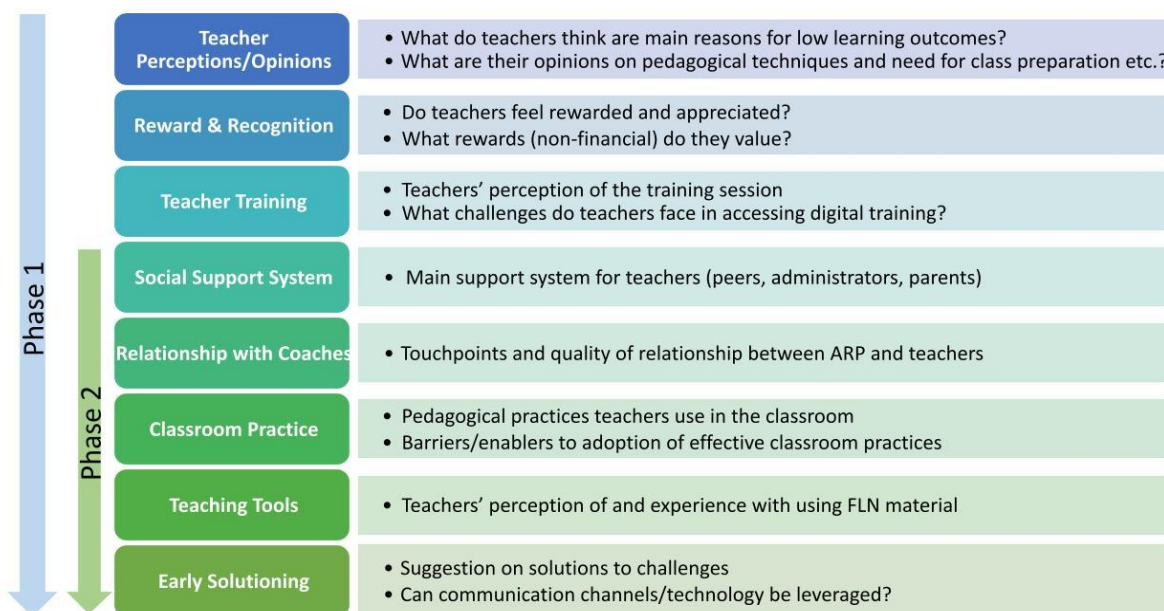 Phase 1
Phase 2
Teacher
Perceptions/Opinions
• What do teachers think are main reasons for low learning outcomes?
• What are their opinions on pedagogical techniques and need for class preparation etc.?
Reward & Recognition
• Do teachers feel rewarded and appreciated?
• What rewards (non-financial) do they value?
Teacher Training
• Teachers’ perception of the training session
• What challenges do teachers face in accessing digital training?
Social Support System
• Main support system for teachers (peers, administrators, parents)
Relationship with Coaches
• Touchpoints and quality of relationship between ARP and teachers
Classroom Practice
• Pedagogical practices teachers use in the classroom
• Barriers/enablers to adoption of effective classroom practices
Teaching Tools
• Teachers’ perception of and experience with using FLN material
Early Solutioning
• Suggestion on solutions to challenges
• Can communication channels/technology be leveraged?